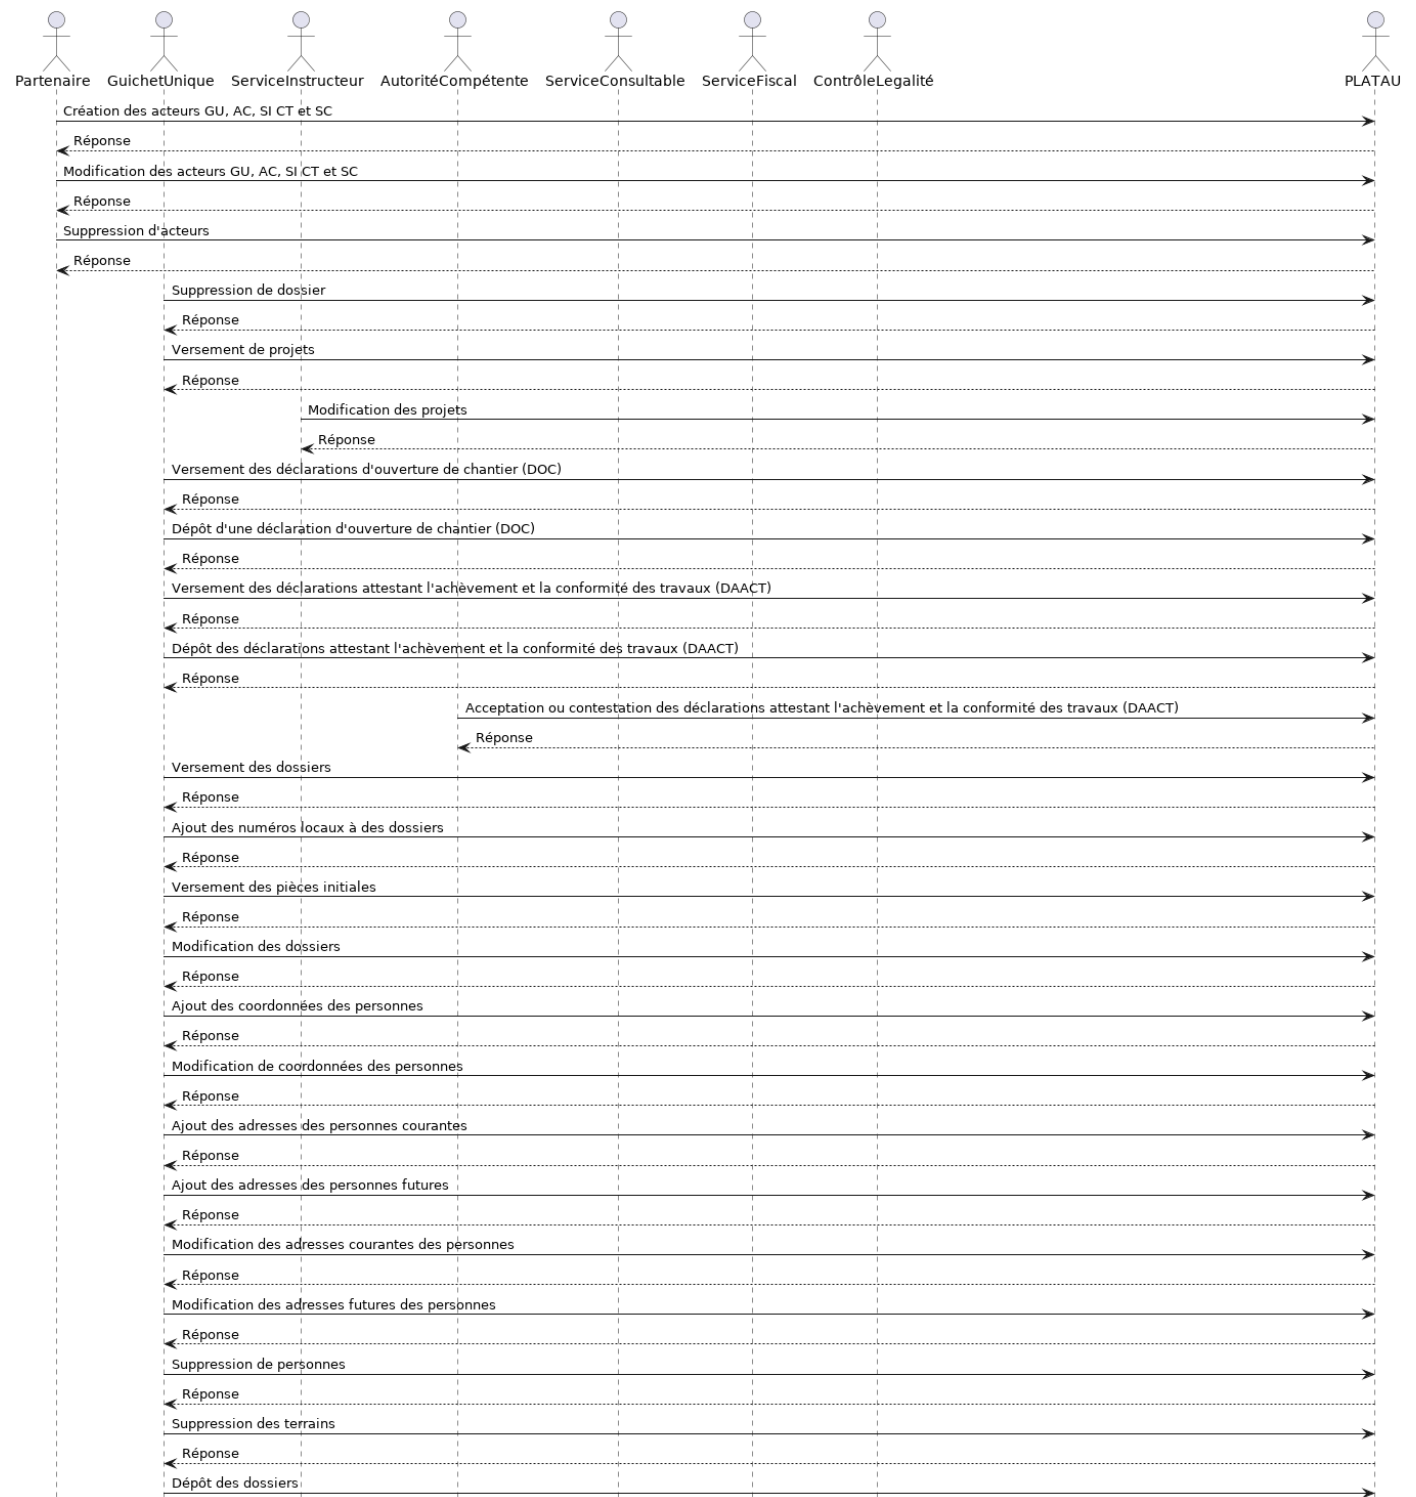 Partenaire GuichetUnique ServiceInstructeur AutoritéCompétente ServiceConsultable ServiceFiscal ContrôleLegalité PLATAU
Création des acteurs GU, AC, SI CT et SC
Réponse
Modification des acteurs GU, AC, SI CT et SC
Réponse
Suppression d'acteurs
Réponse
Suppression de dossier
Réponse
Versement de projets
Réponse
Modification des projets
Réponse
Versement des déclarations d'ouverture de chantier (DOC)
Réponse
Dépôt d'une déclaration d'ouverture de chantier (DOC)
Réponse
Versement des déclarations attestant l'achèvement et la conformité des travaux (DAACT)
Réponse
Dépôt des déclarations attestant l'achèvement et la conformité des travaux (DAACT)
Réponse
Acceptation ou contestation des déclarations attestant l'achèvement et la conformité des travaux (DAACT)
Réponse
Versement des dossiers
Réponse
Ajout des numéros locaux à des dossiers
Réponse
Versement des pièces initiales
Réponse
Modification des dossiers
Réponse
Ajout des coordonnées des personnes
Réponse
Modification de coordonnées des personnes
Réponse
Ajout des adresses des personnes courantes
Réponse
Ajout des adresses des personnes futures
Réponse
Modification des adresses courantes des personnes
Réponse
Modification des adresses futures des personnes
Réponse
Suppression de personnes
Réponse
Suppression des terrains
Réponse
Dépôt des dossiers